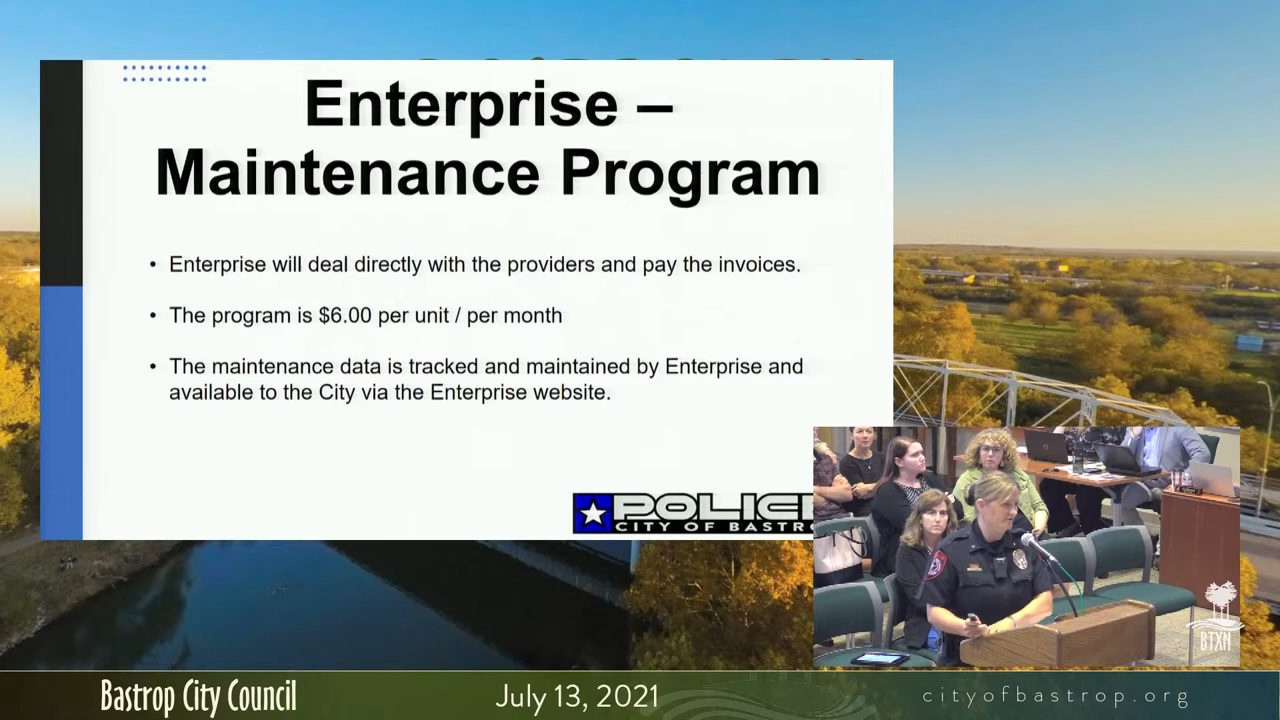 Enterprise –
Maintenance Program
• Enterprise will deal directly with the providers and pay the invoices.
• The program is $6.00 per unit / per month
• The maintenance data is tracked and maintained by Enterprise and
available to the City via the Enterprise website.
POLICE
CITY OF BASTRO
BTXN
Bastrop City Council
July 13, 2021
cityofbastrop.org